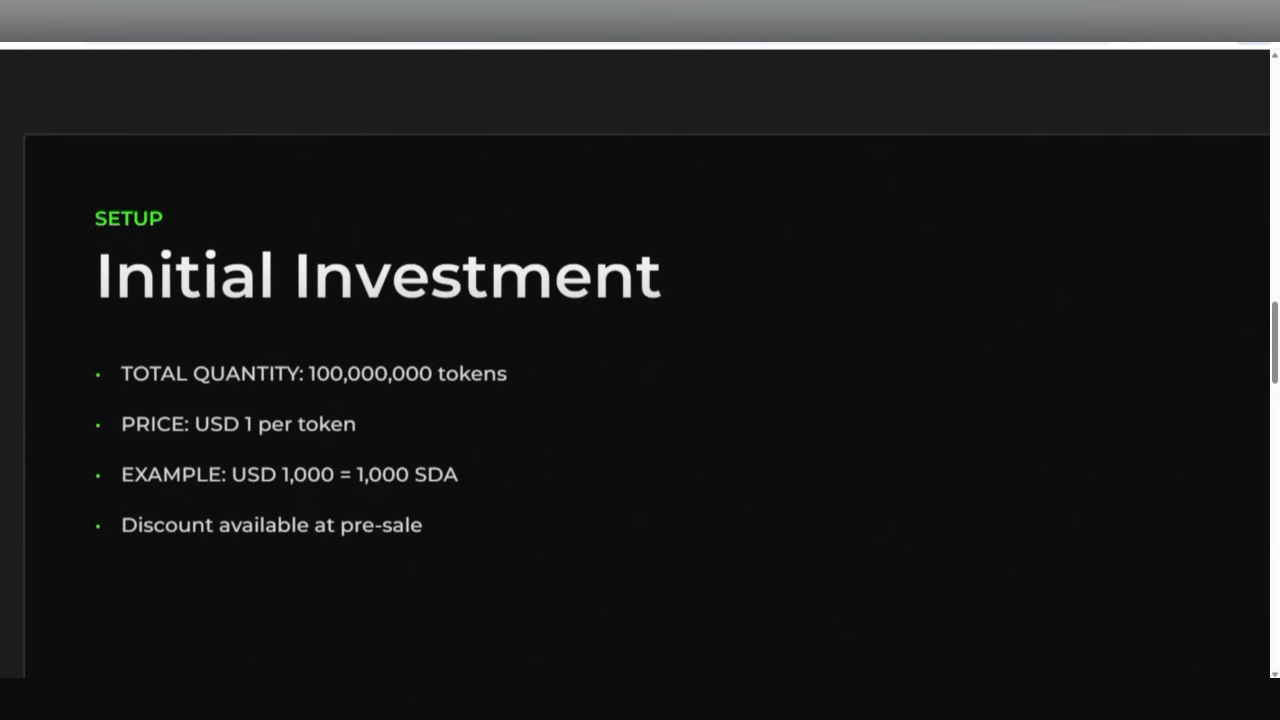 SETUP
Initial Investment
• TOTAL QUANTITY: 100,000,000 tokens
• PRICE: USD 1 per token
• EXAMPLE: USD 1,000 = 1,000 SDA
• Discount available at pre-sale